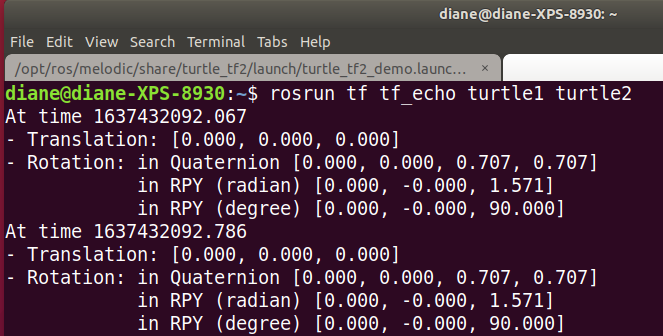 diane@diane-XPS-8930: ~
File Edit View Search Terminal Tabs Help
/opt/ros/melodic/share/turtle_tf2/launch/turtle_tf2_demo.launc... ×
diane@diane-XPS-8930:~$ rosrun tf tf_echo turtle1 turtle2
At time 1637432092.067
- Translation: [0.000, 0.000, 0.000]
- Rotation: in Quaternion [0.000, 0.000, 0.707, 0.707]
            in RPY (radian) [0.000, -0.000, 1.571]
            in RPY (degree) [0.000, -0.000, 90.000]
At time 1637432092.786
- Translation: [0.000, 0.000, 0.000]
- Rotation: in Quaternion [0.000, 0.000, 0.707, 0.707]
            in RPY (radian) [0.000, -0.000, 1.571]
            in RPY (degree) [0.000, -0.000, 90.000]